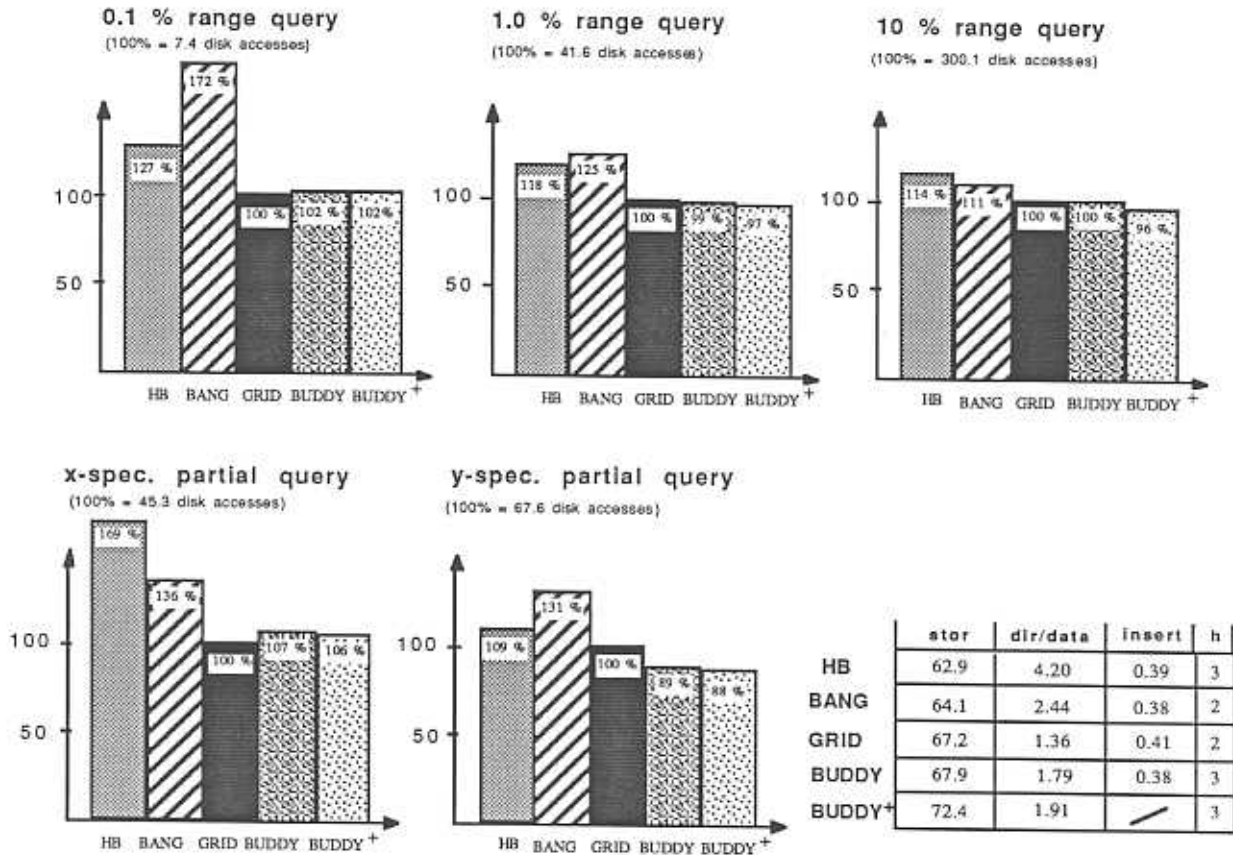 0.1 % range query
(100% = 7.4 disk accesses)
172 %
127 %
100
100 %
102 %
102%
50
HB BANG GRID BUDDY BUDDY +
1.0 % range query
(100% = 41.6 disk accesses)
118 %
125 %
100
100 %
99 %
97 %
50
HB BANG GRID BUDDY BUDDY +
10 % range query
(100% = 300.1 disk accesses)
114 %
111 %
100
100 %
100 %
96 %
50
HB BANG GRID BUDDY BUDDY +
x-spec. partial query
(100% = 45.3 disk accesses)
169 %
136 %
100
100 %
107 %
106 %
50
HB BANG GRID BUDDY BUDDY +
y-spec. partial query
(100% = 67.6 disk accesses)
109 %
131 %
100
100 %
89 %
88 %
50
HB BANG GRID BUDDY BUDDY +
stor dir/data insert h
HB 62.9 4.20 0.39 3
BANG 64.1 2.44 0.38 2
GRID 67.2 1.36 0.41 2
BUDDY 67.9 1.79 0.38 3
BUDDY+ 72.4 1.91 3